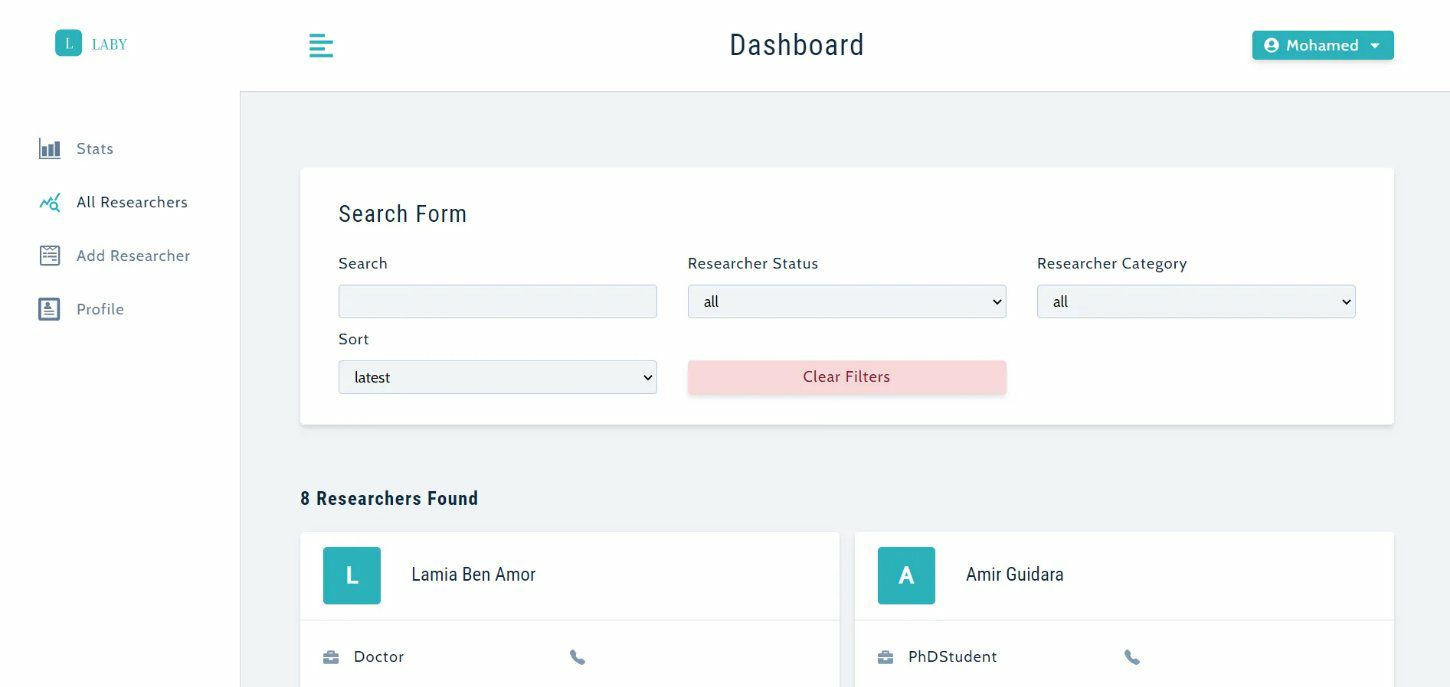 L LABY
Dashboard
Mohamed
Stats
All Researchers
Add Researcher
Profile
Search Form
Search
Researcher Status
Researcher Category
all
all
Sort
latest
Clear Filters
8 Researchers Found
L
Lamia Ben Amor
Doctor
A
Amir Guidara
PhDStudent